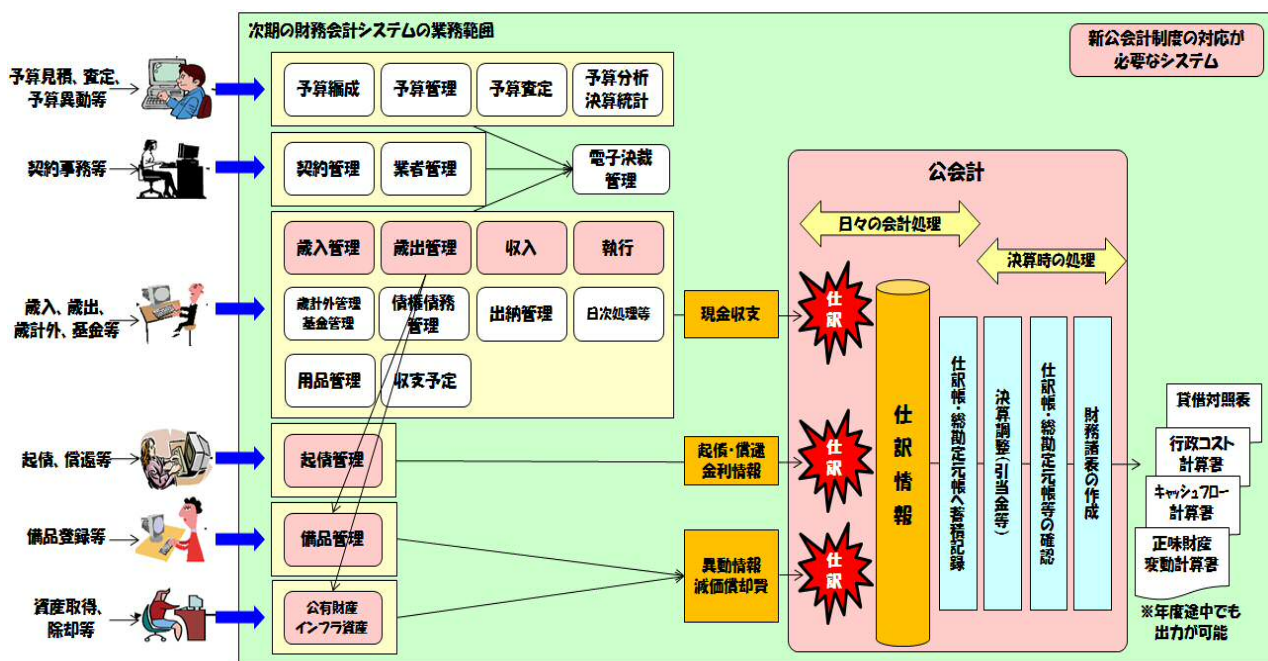 次期の財務会計システムの業務範囲
新公会計制度の対応が
必要なシステム
予算見積、査定、
予算異動等
予算編成
予算管理
予算査定
予算分析
決算統計
契約事務等
契約管理
業者管理
電子決裁
管理
歳入、歳出、
歳計外、基金等
歳入管理
歳出管理
収入
執行
歳計外管理
基金管理
債権債務
管理
出納管理
日次処理等
用品管理
収支予定
現金収支
起債、償還等
起債管理
起債・償還
金利情報
備品登録等
備品管理
異動情報
減価償却費
資産取得、
除却等
公有財産
インフラ資産
公会計
日々の会計処理
決算時の処理
仕訳
仕訳
仕訳
仕訳情報
仕訳帳・総勘定元帳へ蓄積記録
決算調整(引当金等)
仕訳帳・総勘定元帳等の確認
財務諸表の作成
貸借対照表
行政コスト
計算書
キャッシュフロー
計算書
正味財産
変動計算書
※年度途中でも
出力が可能